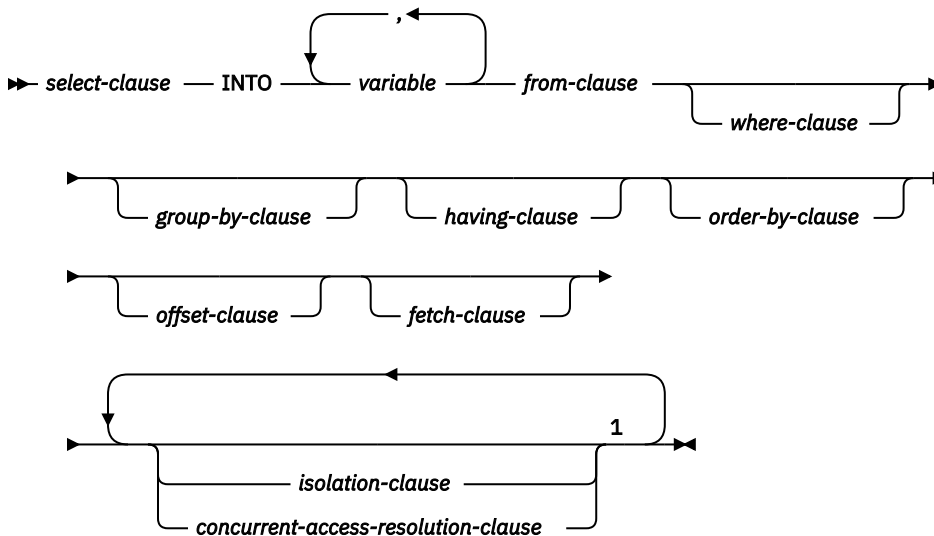 ,
select-clause INTO variable from-clause
where-clause
group-by-clause having-clause order-by-clause
offset-clause fetch-clause
1
isolation-clause
concurrent-access-resolution-clause